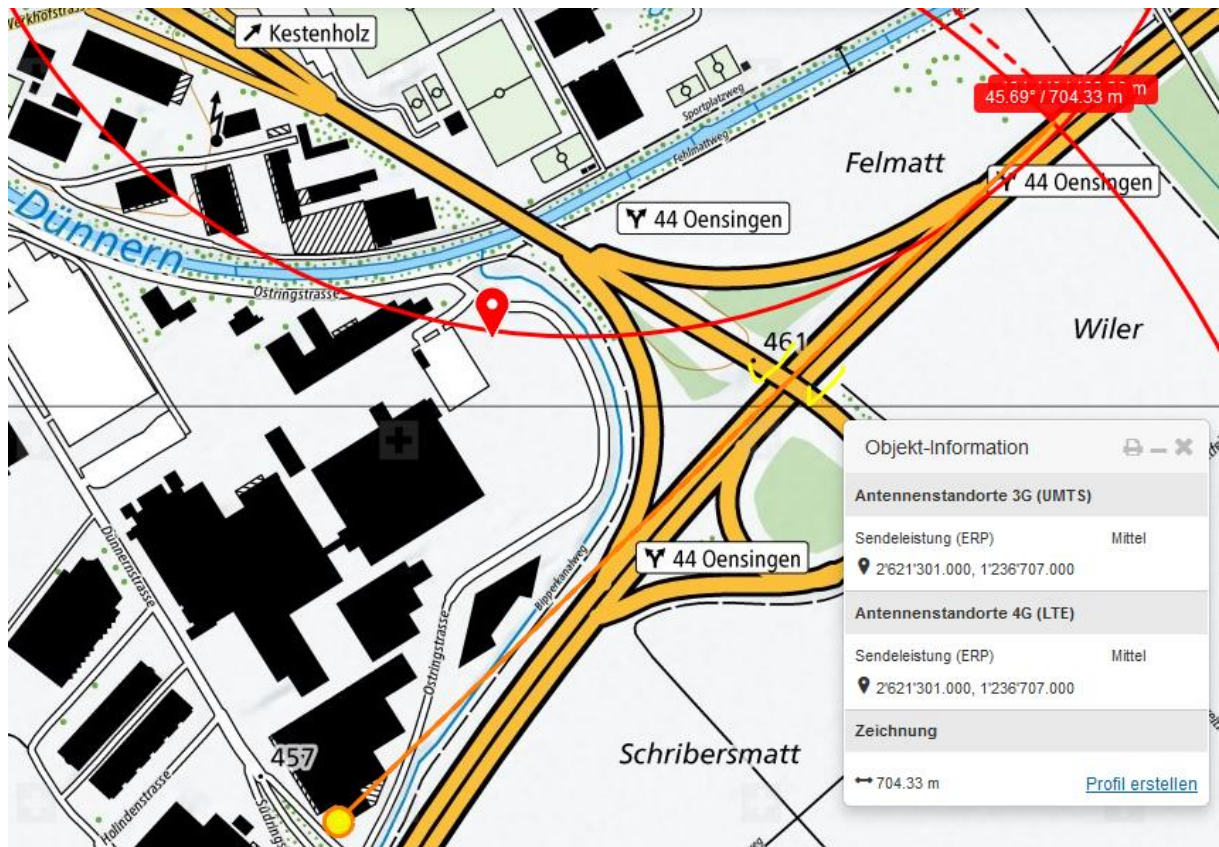 Werkhofstrasse
Kestenholz
Sportplatzweg
Fehlmattweg
m
45.69° / 704.33 m
Felmatt
44 Oensingen
44 Oensingen
-Dünnern
Ostringstrasse
461
Wiler
Objekt-Information
Antennenstandorte 3G (UMTS)
Sendeleistung (ERP) Mittel
2'621'301.000, 1'236'707.000
Antennenstandorte 4G (LTE)
Sendeleistung (ERP) Mittel
2'621'301.000, 1'236'707.000
Zeichnung
704.33 m Profil erstellen
Dünnernstrasse
Bipperkanalweg
44 Oensingen
Ostringstrasse
Schribersmatt
457
Holindenstrasse
Südrings